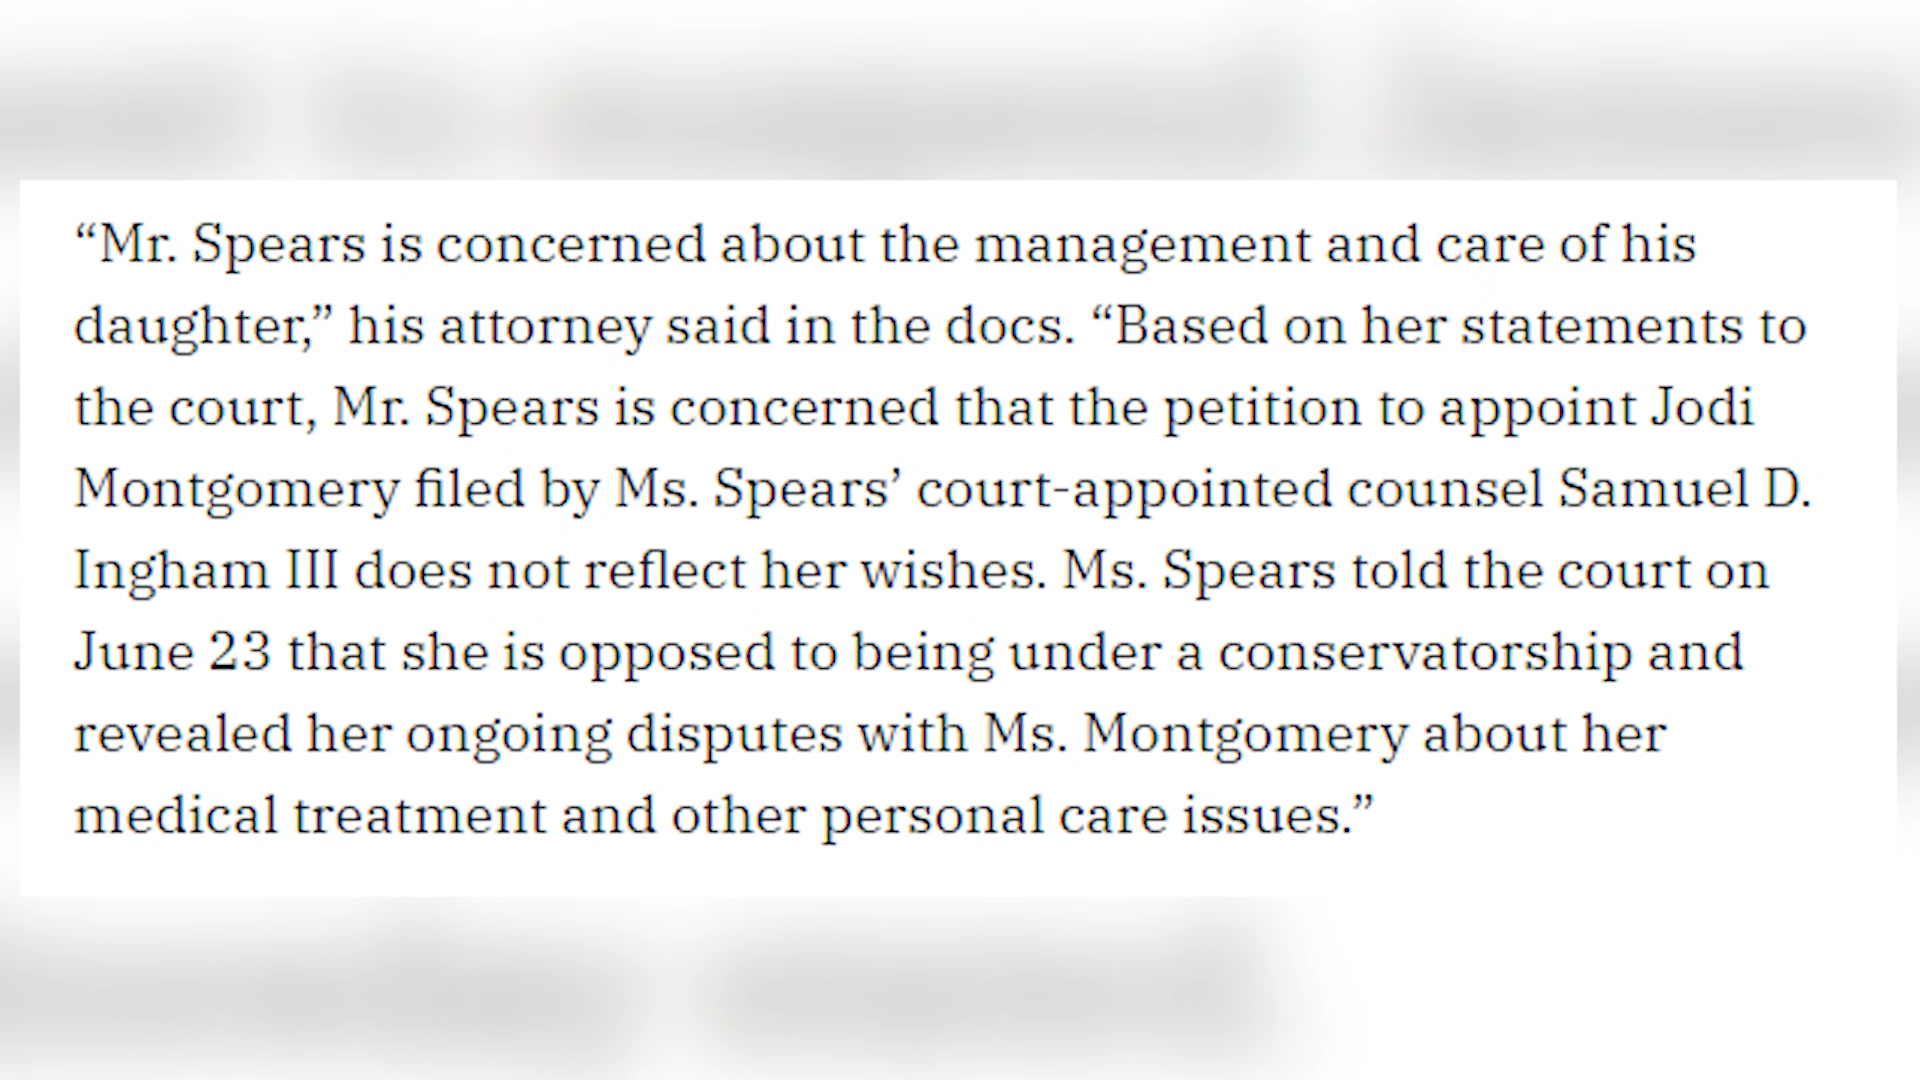 “Mr. Spears is concerned about the management and care of his
daughter,” his attorney said in the docs. “Based on her statements to
the court, Mr. Spears is concerned that the petition to appoint Jodi
Montgomery filed by Ms. Spears’ court-appointed counsel Samuel D.
Ingham III does not reflect her wishes. Ms. Spears told the court on
June 23 that she is opposed to being under a conservatorship and
revealed her ongoing disputes with Ms. Montgomery about her
medical treatment and other personal care issues.”